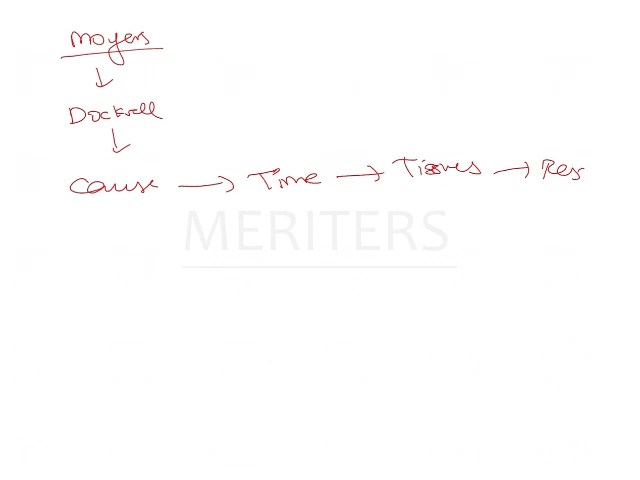 Moyers
↓
Dockrell
↓
Cause → Time → Tissues → Res
MERITERS